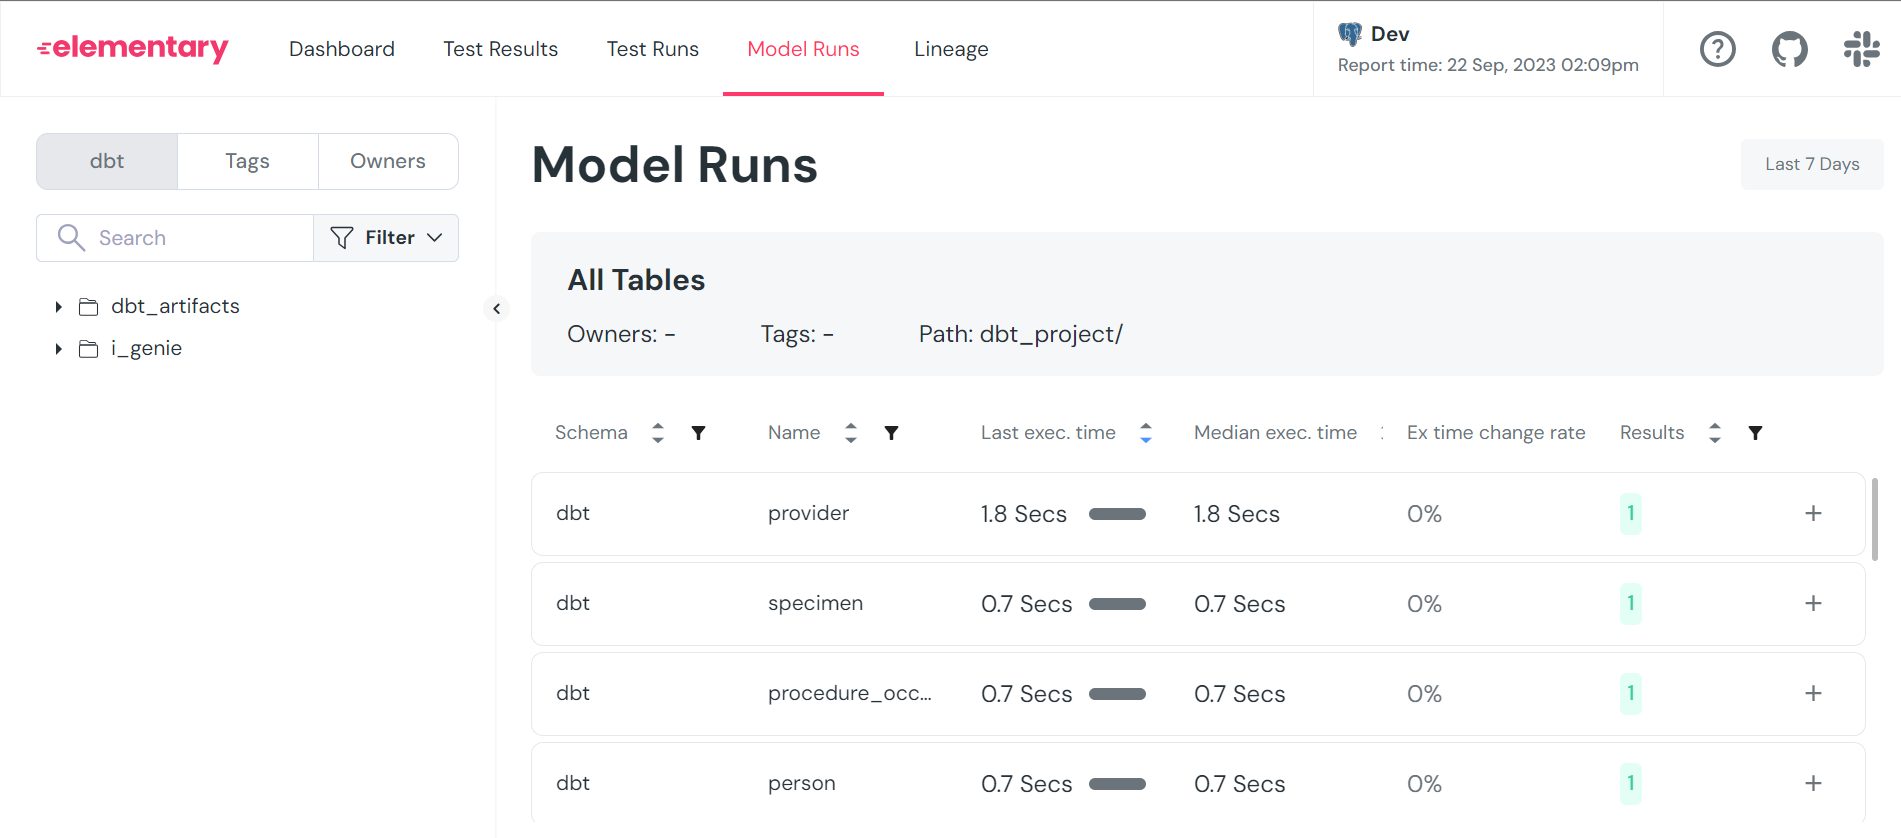 elementary
Dashboard Test Results Test Runs Model Runs Lineage
Dev
Report time: 22 Sep, 2023 02:09pm
dbt Tags Owners
Search Filter
dbt_artifacts
i_genie
Model Runs
Last 7 Days
All Tables
Owners: - Tags: - Path: dbt_project/
Schema Name Last exec. time Median exec. time Ex time change rate Results
dbt provider 1.8 Secs 1.8 Secs 0% 1 +
dbt specimen 0.7 Secs 0.7 Secs 0% 1 +
dbt procedure_occ... 0.7 Secs 0.7 Secs 0% 1 +
dbt person 0.7 Secs 0.7 Secs 0% 1 +